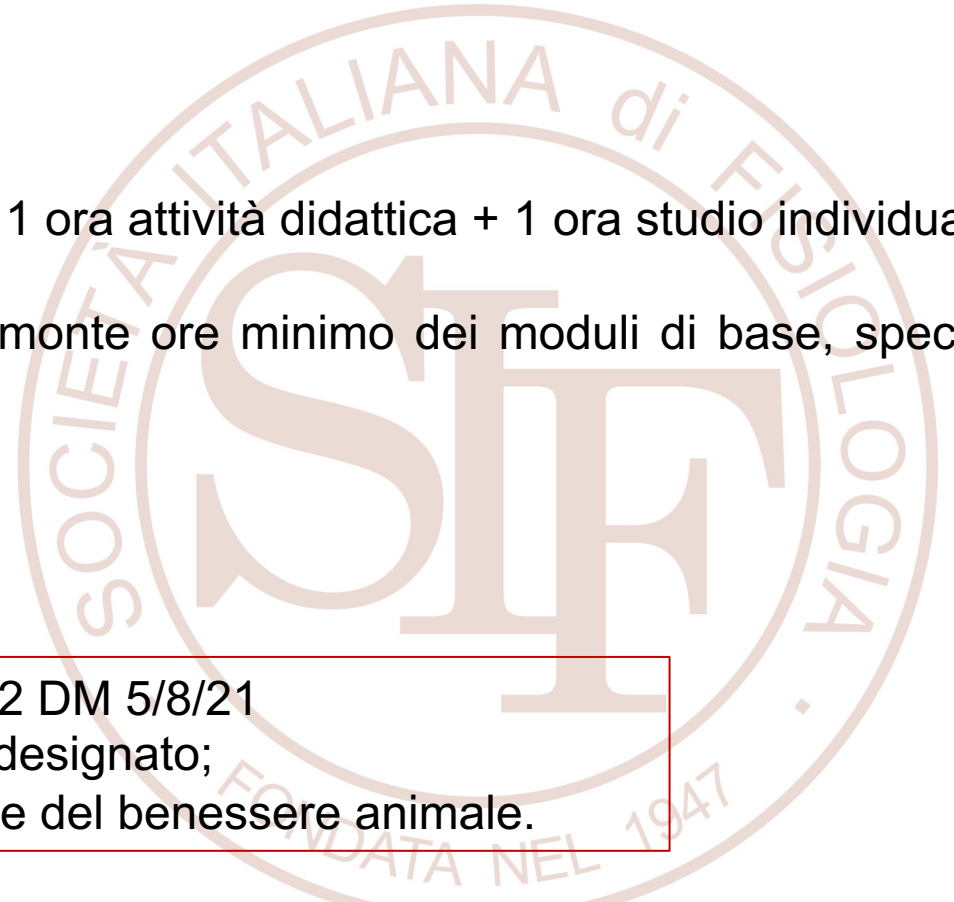 SOCIETÀ ITALIANA di FISIOLOGIA
1 ora attività didattica + 1 ora studio individua
monte ore minimo dei moduli di base, spec
SIF
2 DM 5/8/21
designato;
e del benessere animale.
FONDATA NEL 1947